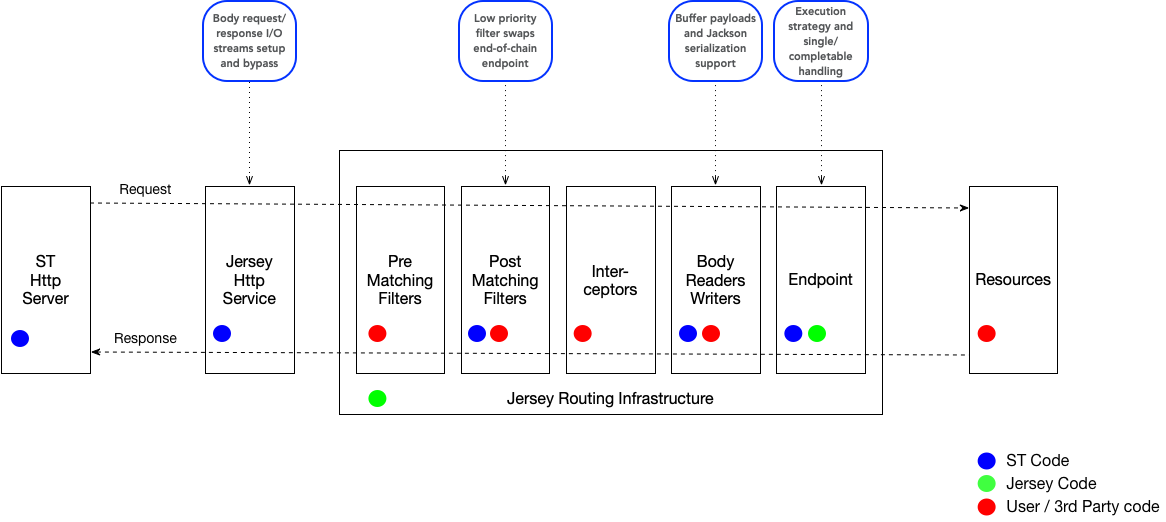 Body request/
response I/O
streams setup
and bypass
Low priority
filter swaps
end-of-chain
endpoint
Buffer payloads
and Jackson
serialization
support
Execution
strategy and
single/
completable
handling
Request
ST
Http
Server
Jersey
Http
Service
Pre
Matching
Filters
Post
Matching
Filters
Inter-
ceptors
Body
Readers
Writers
Endpoint
Resources
Response
Jersey Routing Infrastructure
ST Code
Jersey Code
User / 3rd Party code